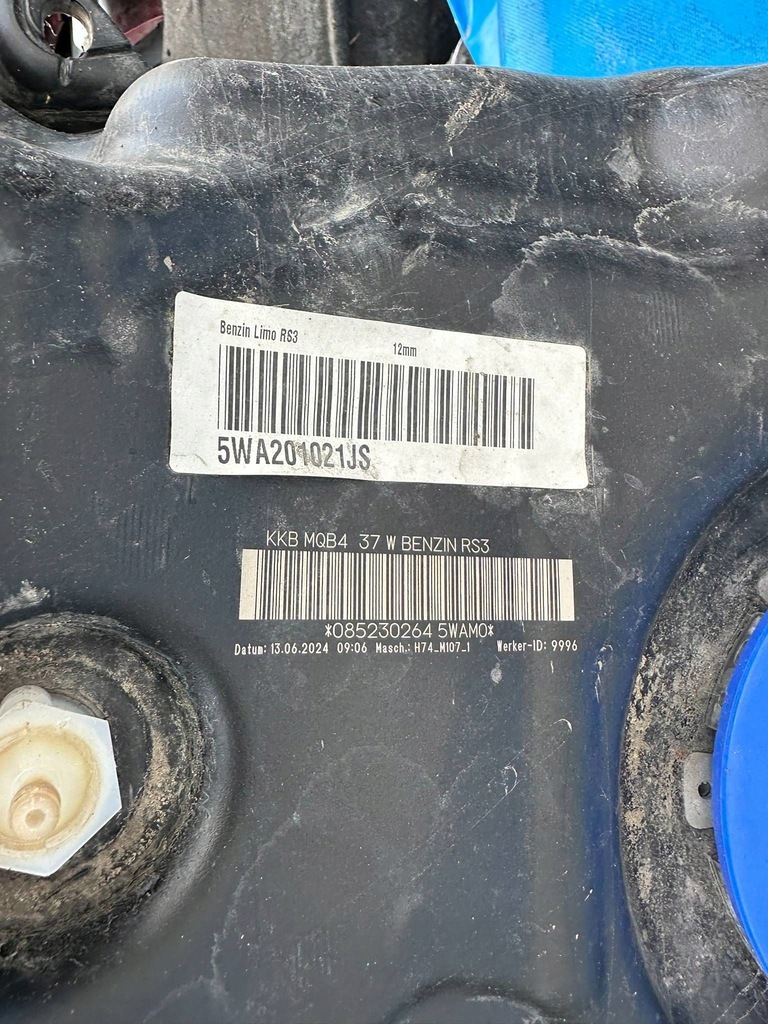 Benzin Limo RS3
12mm
5WA201021JS
KKB MQB4 37 W BENZIN RS3
*085230264 5WAM0*
Datum: 13.06.2024 09:06 Masch.: H74_M107_1 Werker-ID: 9996